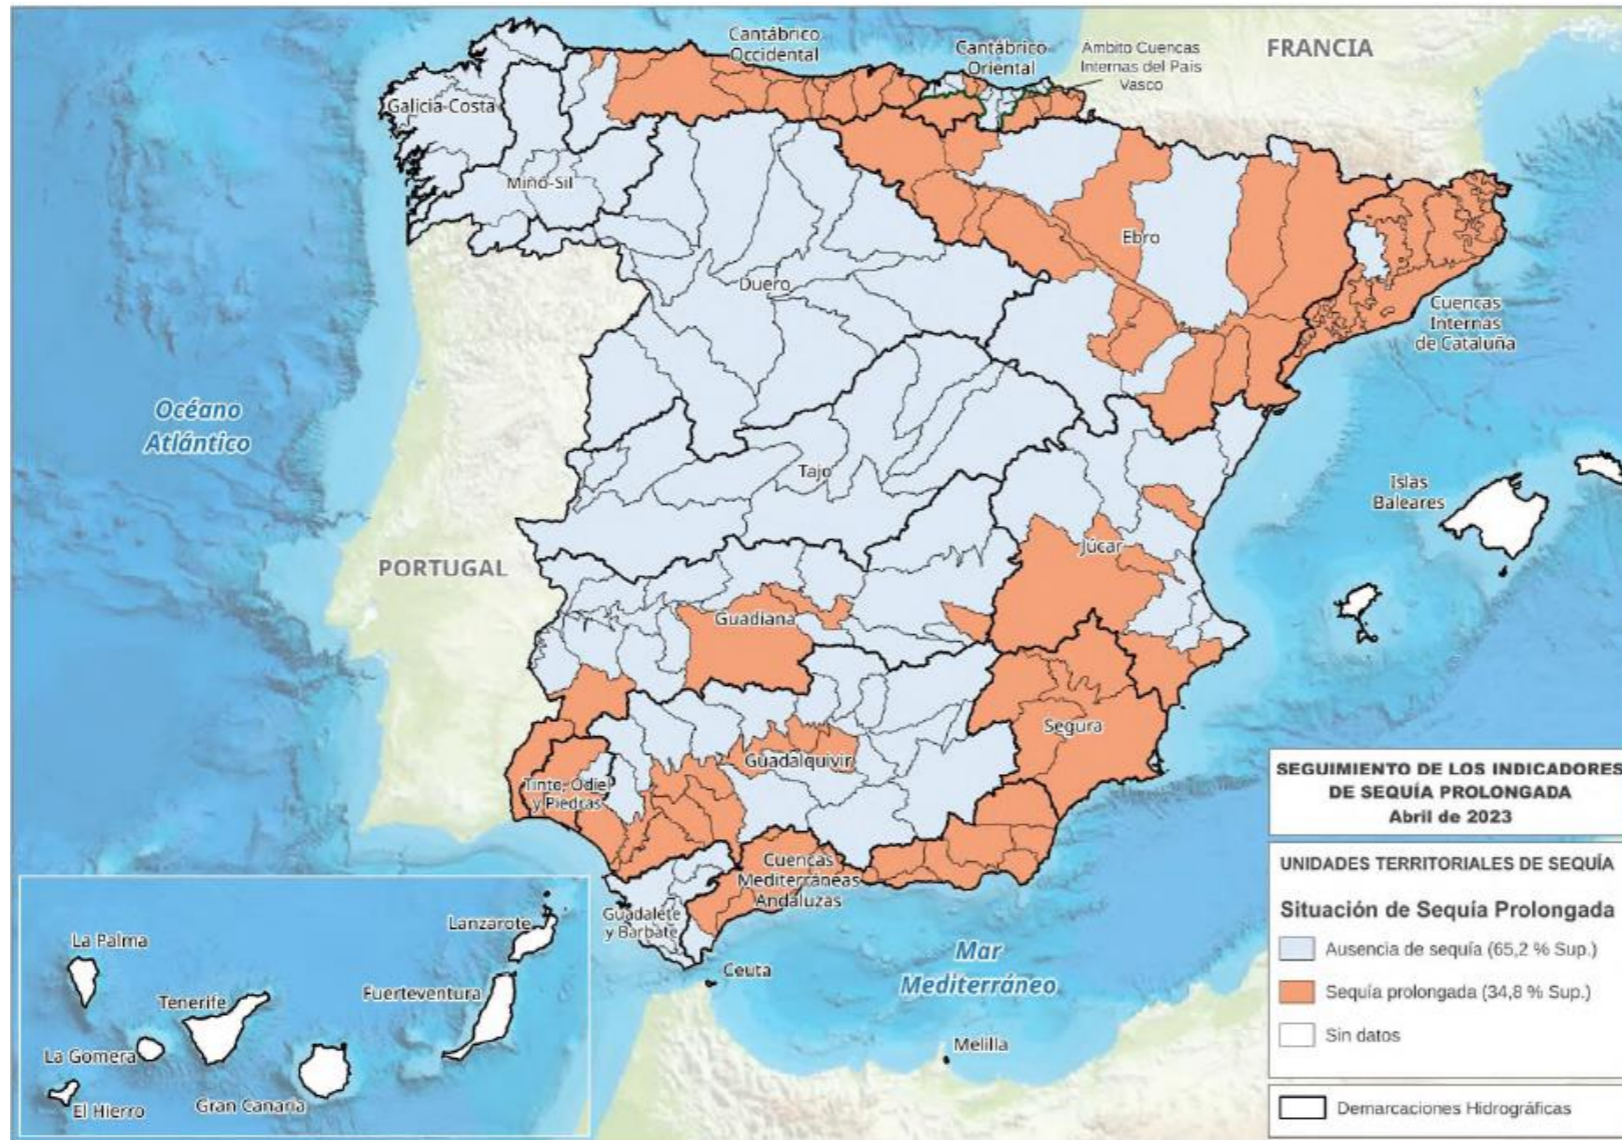 Cantábrico
Occidental
Cantábrico
Oriental
Ámbito Cuencas
Internas del País
Vasco
FRANCIA
Galicia-Costa
Miño-Sil
Ebro
Duero
Cuencas
Internas
de Cataluña
Océano
Atlántico
Tajo
Islas
Baleares
PORTUGAL
Júcar
Guadiana
Segura
Guadalquivir
Tinto, Odiel
y Piedras
Cuencas
Mediterráneas
Andaluzas
Guadalete
y Barbate
Ceuta
Mar
Mediterráneo
Melilla
Lanzarote
La Palma
Fuerteventura
Tenerife
La Gomera
El Hierro
Gran Canaria
SEGUIMIENTO DE LOS INDICADORES
DE SEQUÍA PROLONGADA
Abril de 2023
UNIDADES TERRITORIALES DE SEQUÍA
Situación de Sequía Prolongada
Ausencia de sequía (65,2 % Sup.)
Sequía prolongada (34,8 % Sup.)
Sin datos
Demarcaciones Hidrográficas